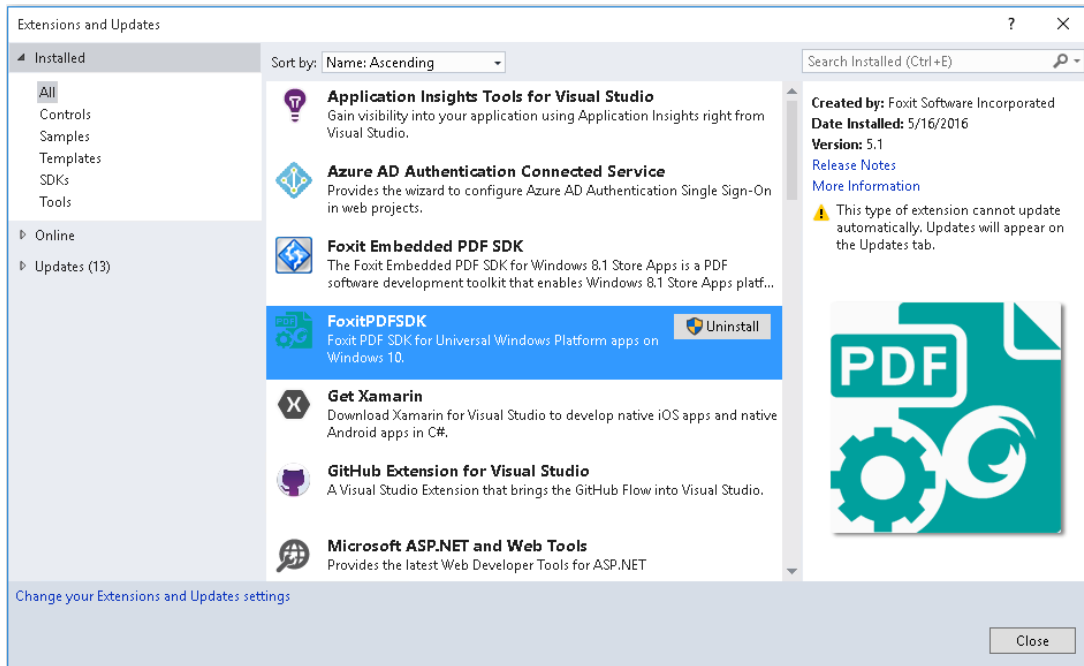 Extensions and Updates
?
Installed
All
Controls
Samples
Templates
SDKs
Tools
Online
Updates (13)
Sort by: Name: Ascending
Application Insights Tools for Visual Studio
Gain visibility into your application using Application Insights right from
Visual Studio.
Azure AD Authentication Connected Service
Provides the wizard to configure Azure AD Authentication Single Sign-On
in web projects.
Foxit Embedded PDF SDK
The Foxit Embedded PDF SDK for Windows 8.1 Store Apps is a PDF
software development toolkit that enables Windows 8.1 Store Apps platf...
PDF
FoxitPDFSDK
Foxit PDF SDK for Universal Windows Platform apps on
Windows 10.
Uninstall
Get Xamarin
Download Xamarin for Visual Studio to develop native iOS apps and native
Android apps in C#.
GitHub Extension for Visual Studio
A Visual Studio Extension that brings the GitHub Flow into Visual Studio.
Microsoft ASP.NET and Web Tools
Provides the latest Web Developer Tools for ASP.NET
Search Installed (Ctrl+E)
Created by: Foxit Software Incorporated
Date Installed: 5/16/2016
Version: 5.1
Release Notes
More Information
This type of extension cannot update
automatically. Updates will appear on
the Updates tab.
PDF
Change your Extensions and Updates settings
Close